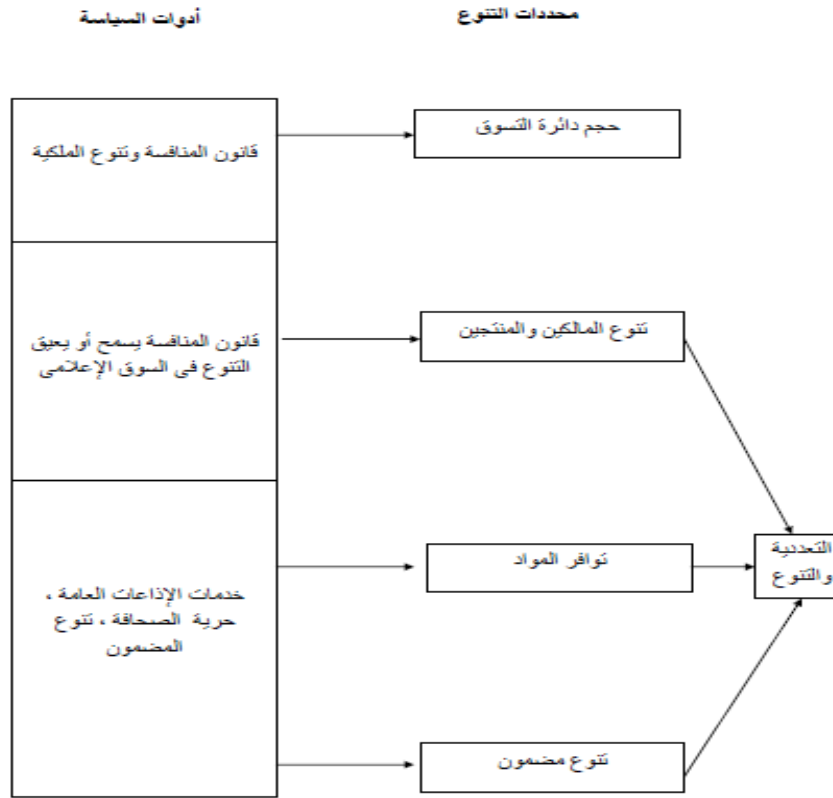 أدوات السياسة
محددات التنوع
قانون المنافسة وتنوع الملكية
حجم دائرة التسوق
قانون المنافسة يسمح أو يعيق
التنوع فى السوق الإعلامى
تنوع المالكين والمنتجين
خدمات الإذاعات العامة ،
حرية الصحافة ، تنوع
المضمون
توافر المواد
تنوع مضمون
التعددية
والتنوع